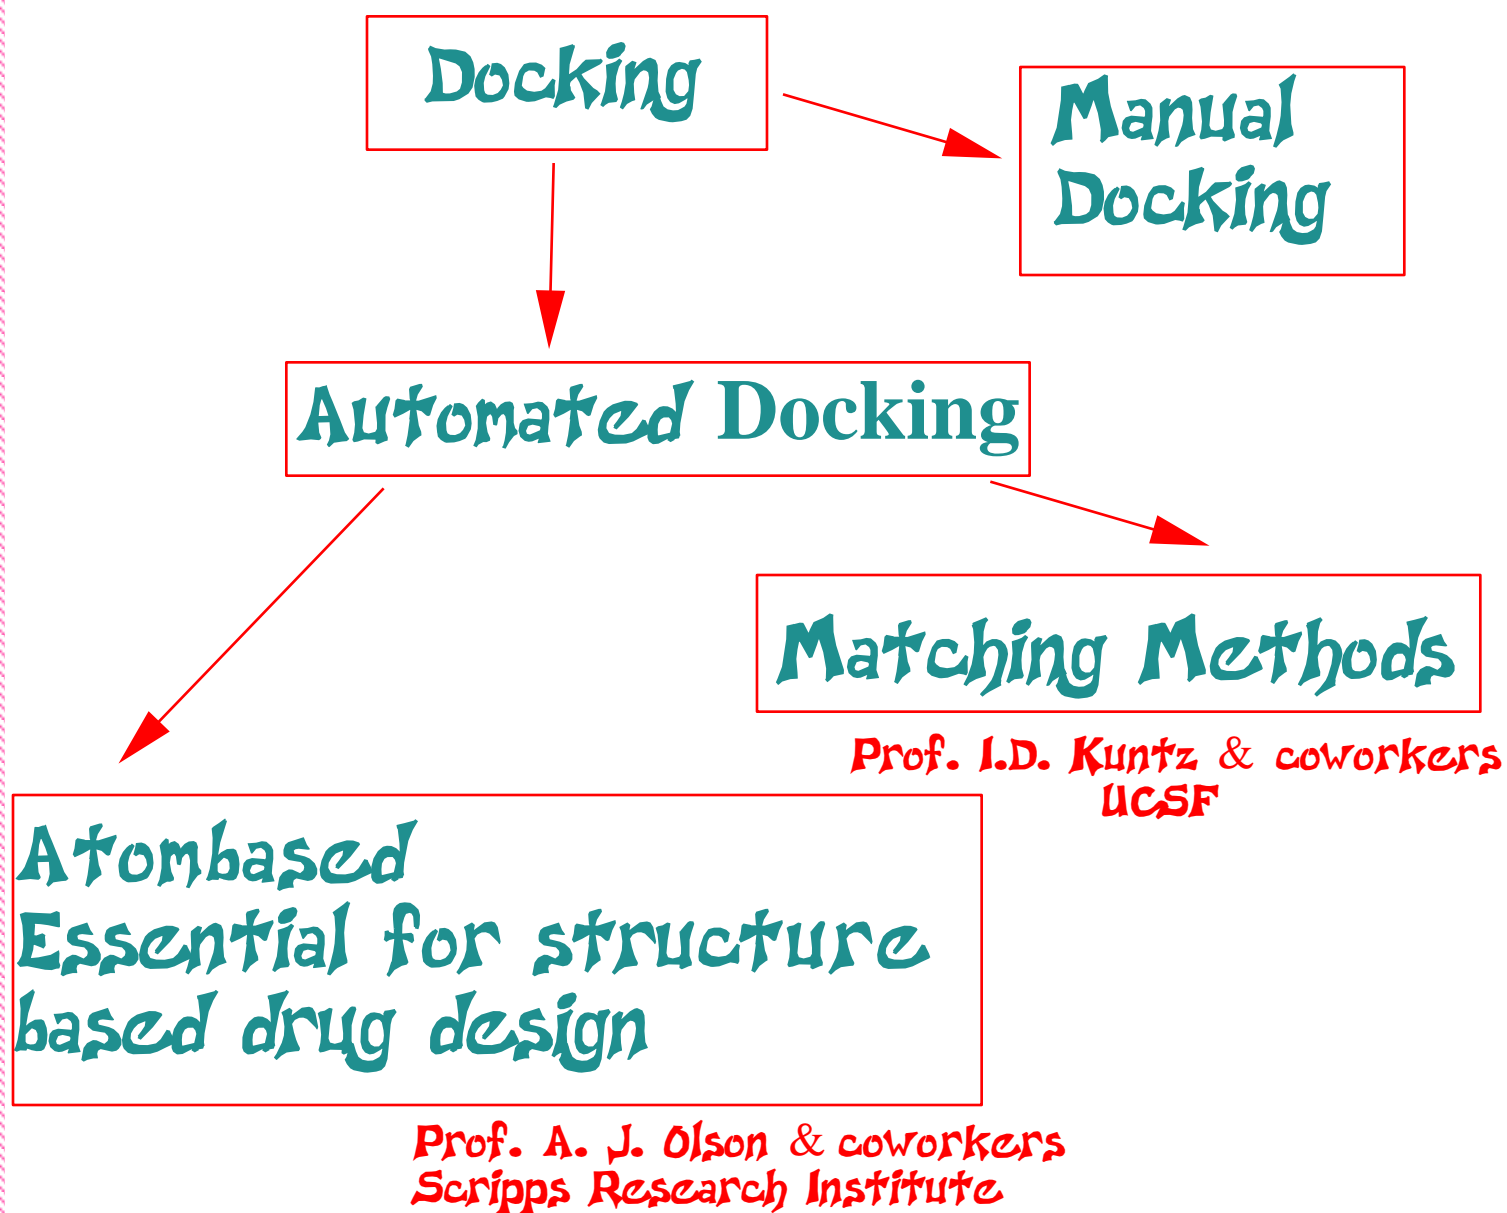 Docking
Manual
Docking
Automated Docking
Matching Methods
Prof. I.D. Kuntz & coworkers
UCSF
Atombased
Essential for structure
based drug design
Prof. A. J. Olson & coworkers
Scripps Research Institute